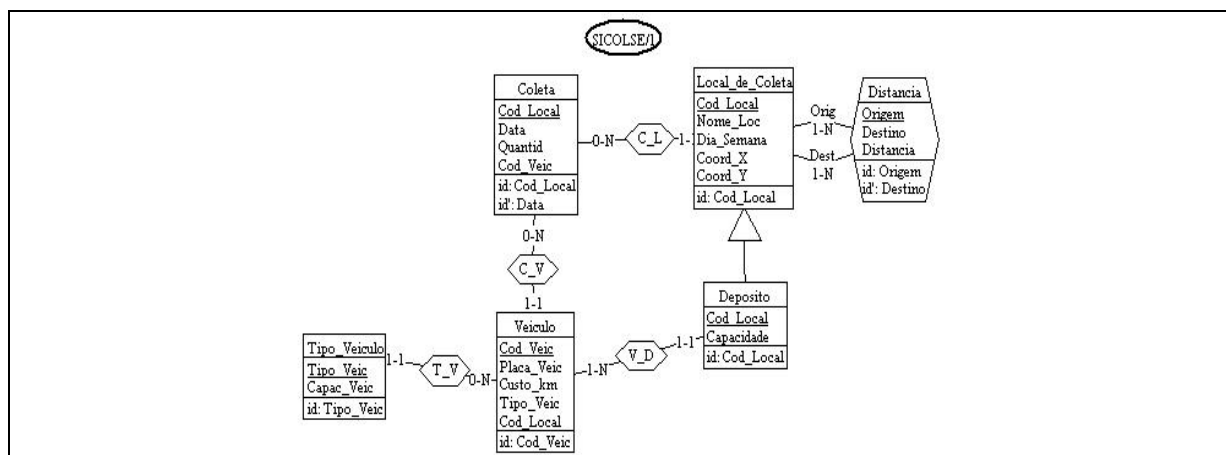 SICOLSE/1
Coleta
Cod_Local
Data
Quantid
Cod_Veic
id: Cod_Local
id': Data
0-N
C_L
1-1
Local_de_Coleta
Cod_Local
Nome_Loc
Dia_Semana
Coord_X
Coord_Y
id: Cod_Local
Orig
1-N
Dest
1-N
Distancia
Origem
Destino
Distancia
id: Origem
id': Destino
0-N
C_V
1-1
Deposito
Cod_Local
Capacidade
id: Cod_Local
Tipo_Veiculo
Tipo_Veic
Capac_Veic
id: Tipo_Veic
1-1
T_V
0-N
Veiculo
Cod_Veic
Placa_Veic
Custo_km
Tipo_Veic
Cod_Local
id: Cod_Veic
1-N
V_D
1-1